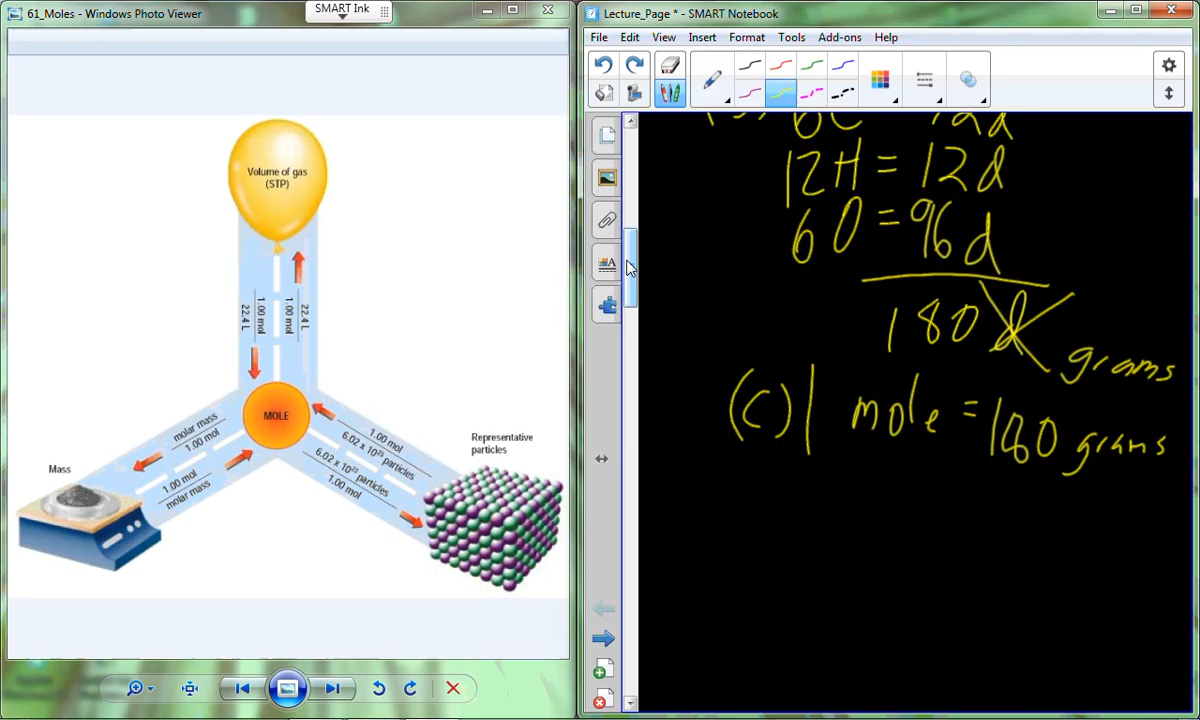 61_Moles - Windows Photo Viewer
SMART Ink
Volume of gas
(STP)
22.4 L
1.00 mol
1.00 mol
22.4 L
MOLE
molar mass
1.00 mol
1.00 mol
molar mass
1.00 mol
6.02 x 10²³ particles
6.02 x 10²³ particles
1.00 mol
Mass
Representative
particles
Lecture_Page * - SMART Notebook
File Edit View Insert Format Tools Add-ons Help
12H = 12d
6O = 96d
180 d grams
(C) 1 mole = 180 grams